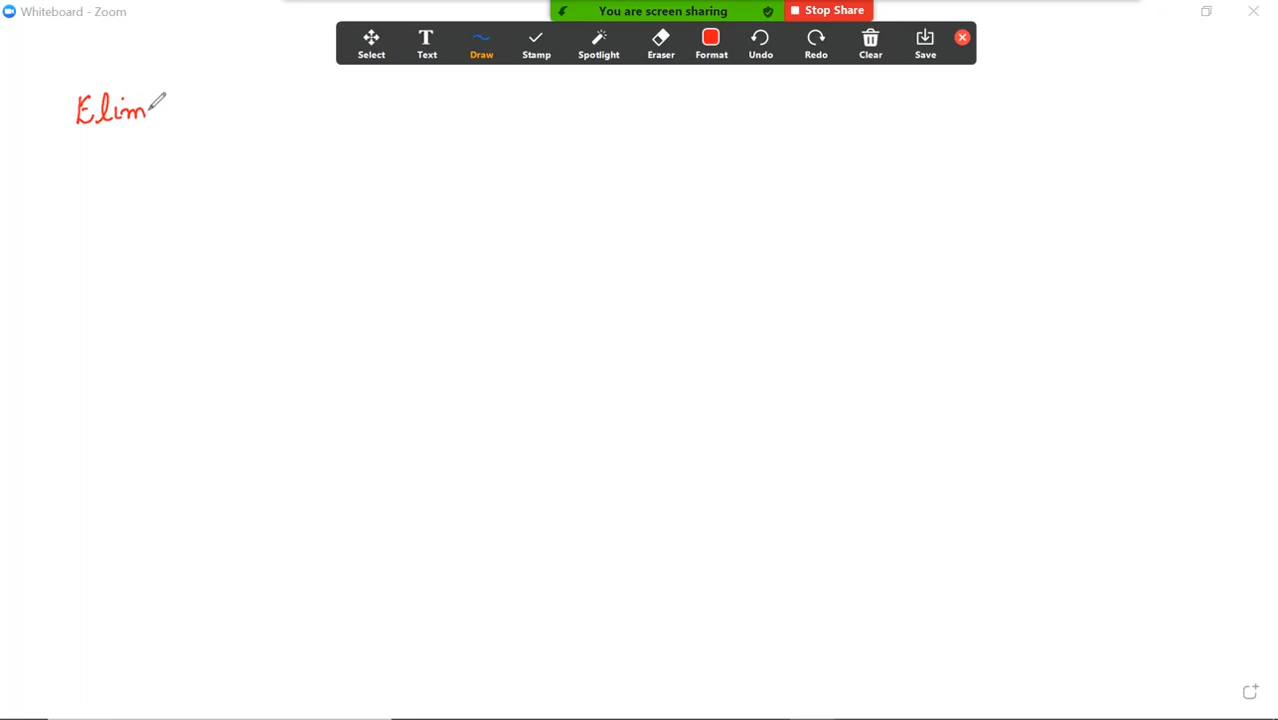 Whiteboard - Zoom
You are screen sharing
Stop Share
Select Text Draw Stamp Spotlight Eraser Format Undo Redo Clear Save
Elim